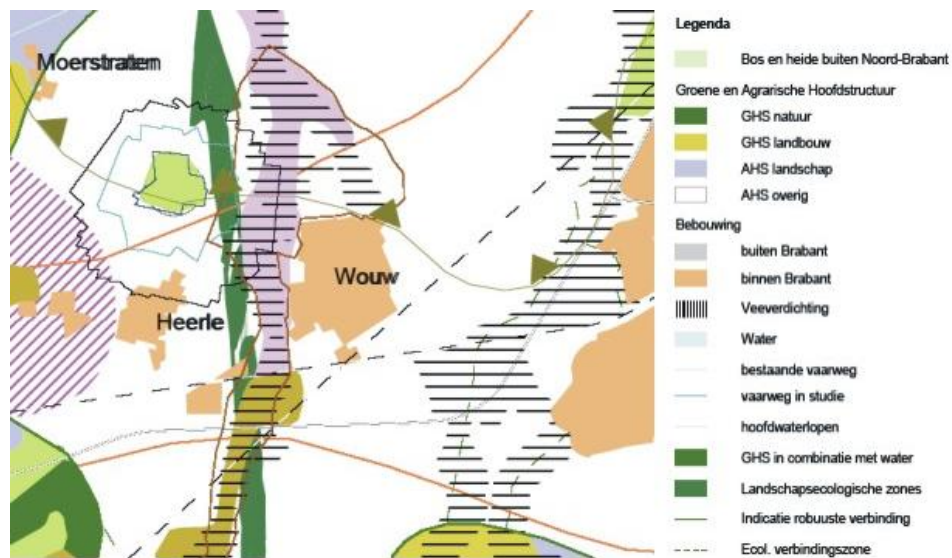 Moerstraten
Heerle
Wouw
Legenda
Bos en heide buiten Noord-Brabant
Groene en Agrarische Hoofdstructuur
GHS natuur
GHS landbouw
AHS landschap
AHS overig
Bebouwing
buiten Brabant
binnen Brabant
Veeverdichting
Water
bestaande vaarweg
vaarweg in studie
hoofdwaterlopen
GHS in combinatie met water
Landschapsecologische zones
Indicatie robuuste verbinding
Ecol. verbindingszone